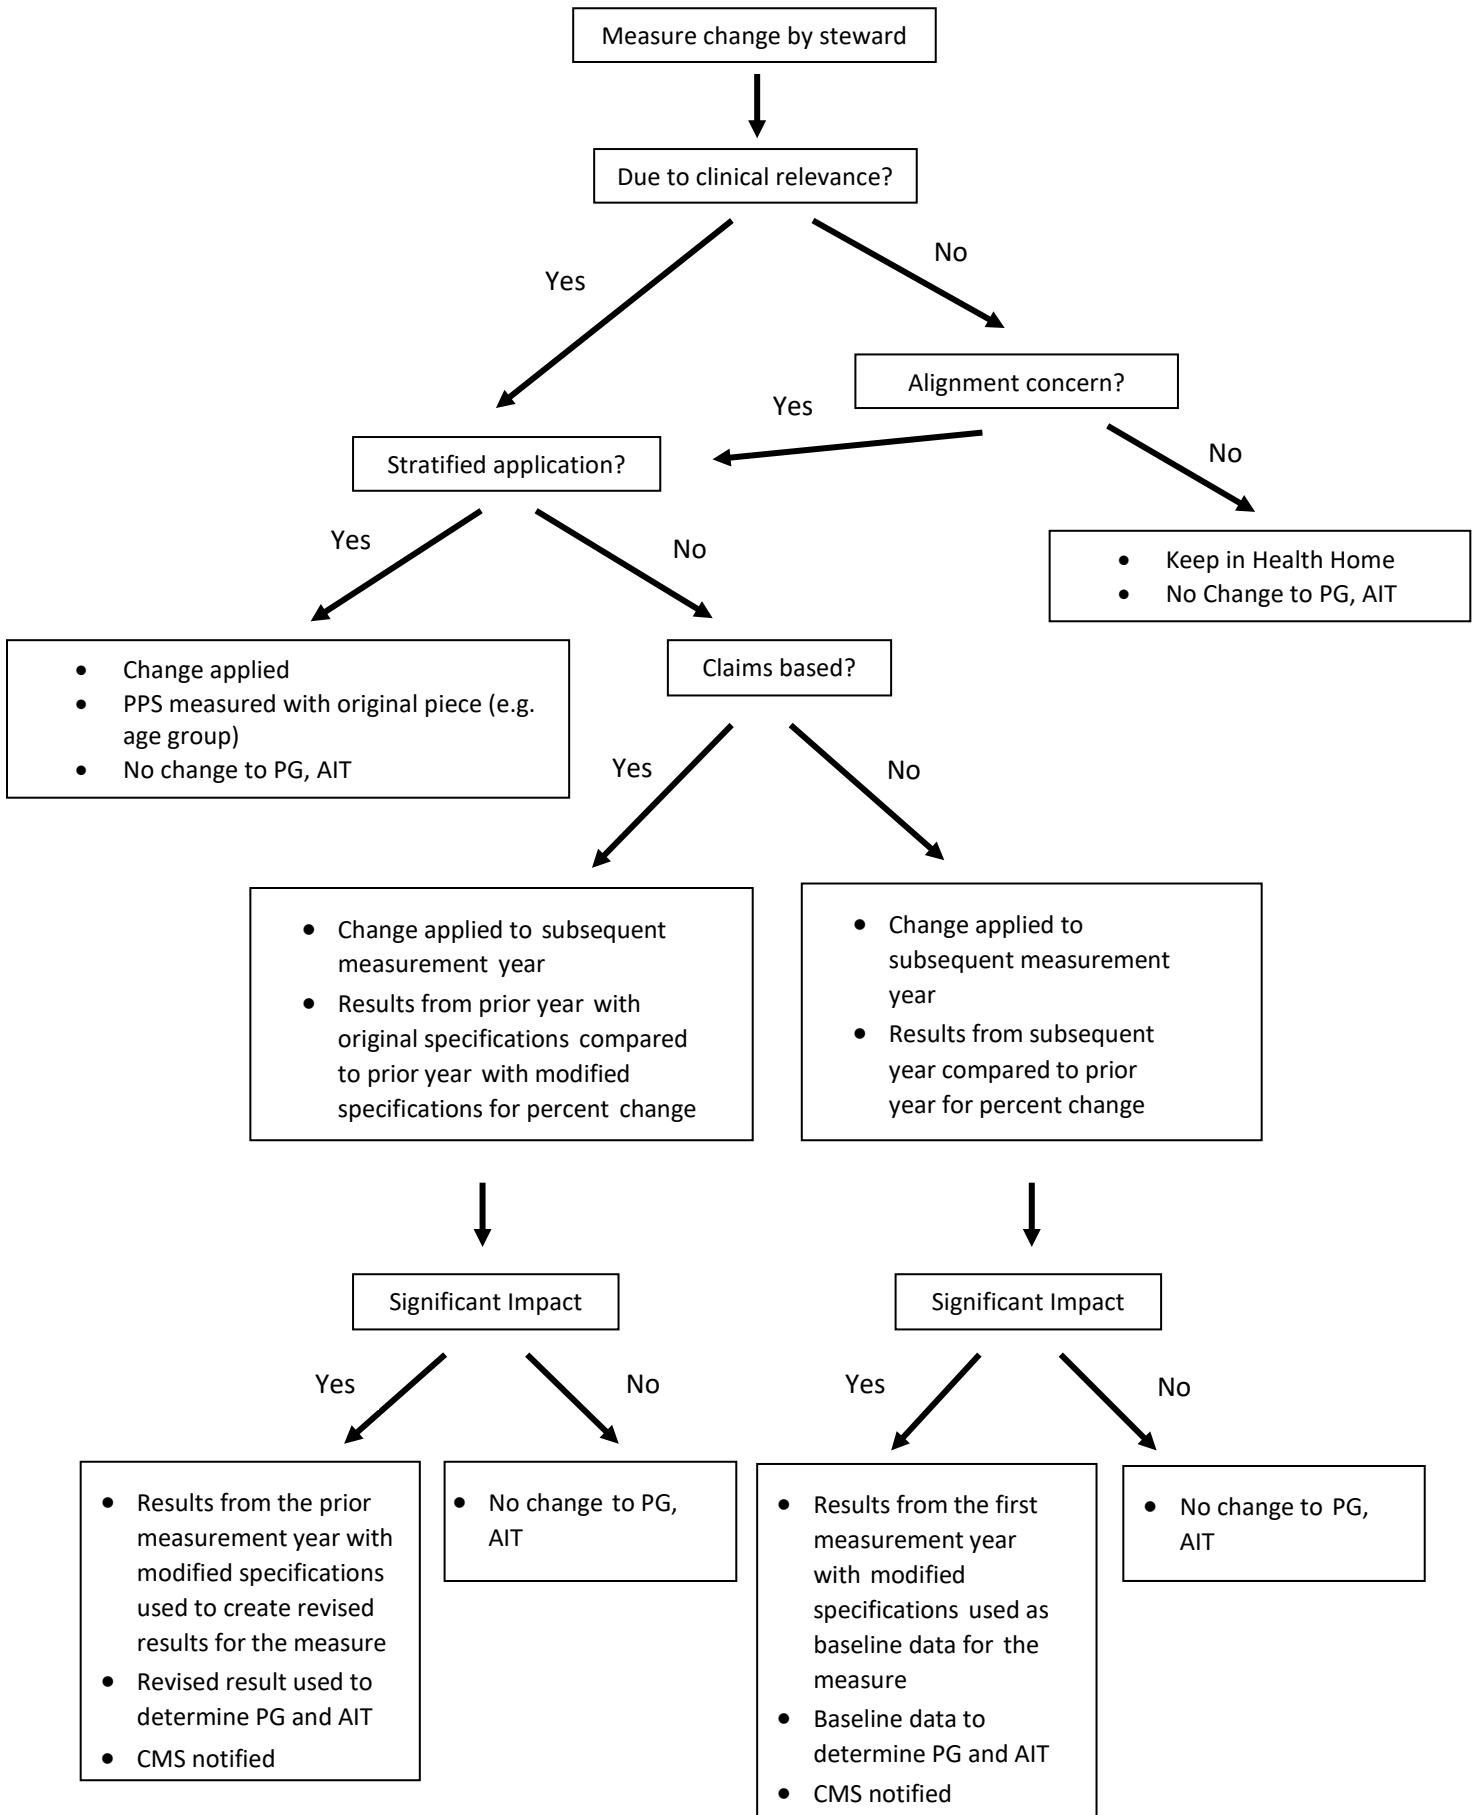 Measure change by steward
Due to clinical relevance?
Yes
No
Alignment concern?
Yes
No
Stratified application?
Yes
No
• Keep in Health Home
• No Change to PG, AIT
• Change applied
• PPS measured with original piece (e.g.
age group)
• No change to PG, AIT
Claims based?
Yes
No
• Change applied to subsequent
measurement year
• Results from prior year with
original specifications compared
to prior year with modified
specifications for percent change
• Change applied to
subsequent measurement
year
• Results from subsequent
year compared to prior
year for percent change
Significant Impact
Significant Impact
Yes
No
Yes
No
• Results from the prior
measurement year with
modified specifications
used to create revised
results for the measure
• Revised result used to
determine PG and AIT
• CMS notified
• No change to PG,
AIT
• Results from the first
measurement year
with modified
specifications used as
baseline data for the
measure
• Baseline data to
determine PG and AIT
• CMS notified
• No change to PG,
AIT